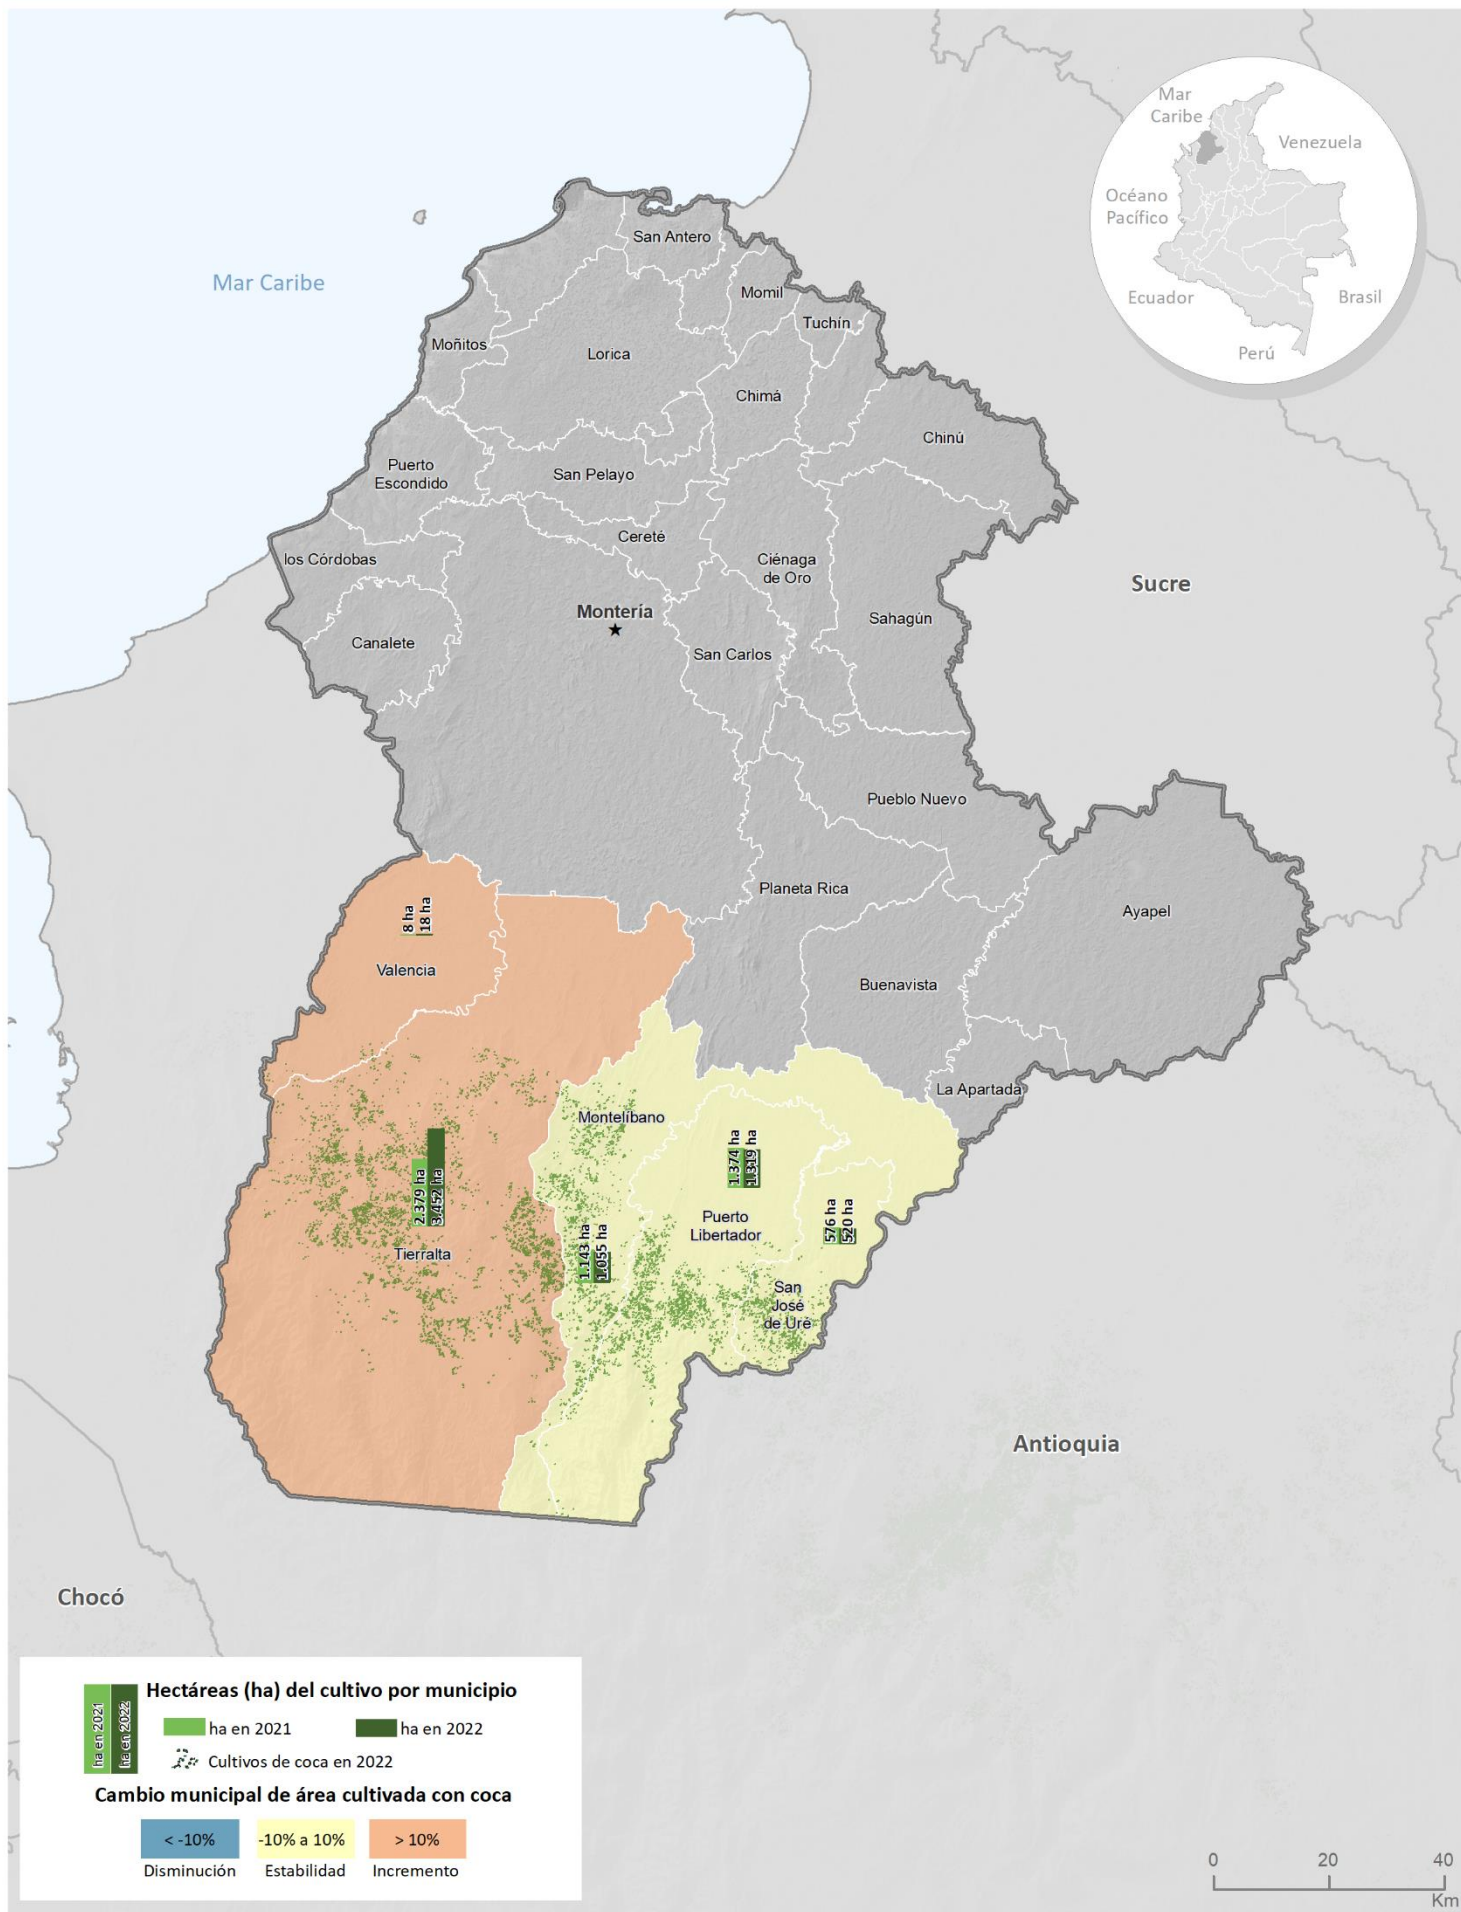 Mar
Caribe
Venezuela
Océano
Pacífico
Ecuador
Brasil
Perú
Mar Caribe
San Antero
Momil
Tuchín
Moñitos
Lorica
Chimá
Chinú
Puerto
Escondido
San Pelayo
Cereté
los Córdobas
Ciénaga
de Oro
Sucre
Montería
Sahagún
Canalete
San Carlos
Pueblo Nuevo
Planeta Rica
Ayapel
8 ha
18 ha
Valencia
Buenavista
La Apartada
Montelíbano
1.374 ha
1.319 ha
2.379 ha
3.452 ha
Puerto
Libertador
576 ha
520 ha
Tierralta
1.143 ha
1.055 ha
San
José
de Uré
Antioquia
Chocó
ha en 2021
ha en 2022
Hectáreas (ha) del cultivo por municipio
ha en 2021
ha en 2022
Cultivos de coca en 2022
Cambio municipal de área cultivada con coca
< -10%
-10% a 10%
> 10%
Disminución
Estabilidad
Incremento
0
20
40
Km